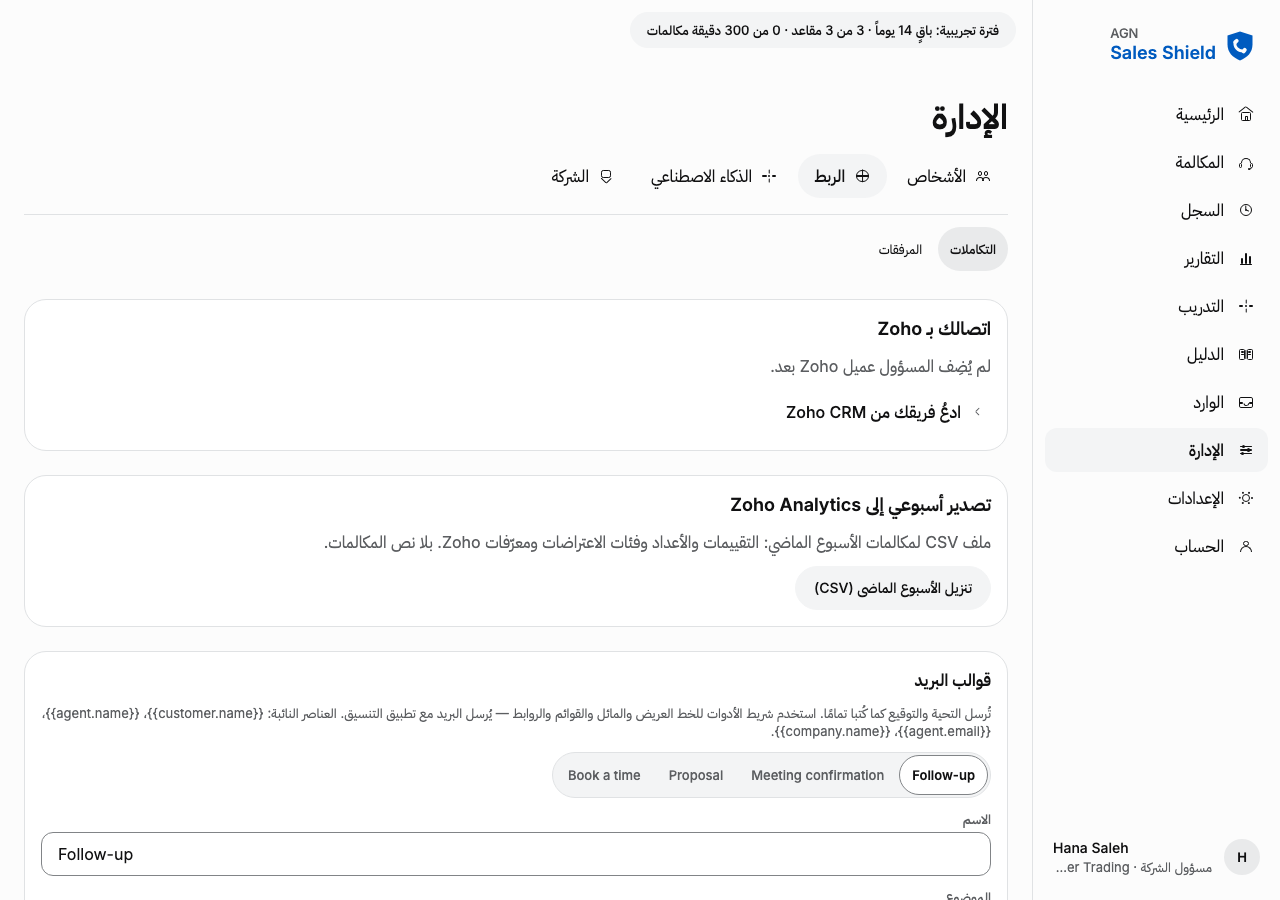 AGN
Sales Shield
الرئيسية
المكالمة
السجل
التقارير
التدريب
الدليل
الوارد
الإدارة
الإعدادات
الحساب
H
Hana Saleh
مسؤول الشركة · er Trading...
فترة تجريبية: باقٍ 14 يوماً · 3 من 3 مقاعد · 0 من 300 دقيقة مكالمات
الإدارة
الأشخاص
الربط
الذكاء الاصطناعي
الشركة
التكاملات
المرفقات
اتصالك بـ Zoho
لم يُضِف المسؤول عميل Zoho بعد.
ادعُ فريقك من Zoho CRM
تصدير أسبوعي إلى Zoho Analytics
ملف CSV لمكالمات الأسبوع الماضي: التقييمات والأعداد وفئات الاعتراضات ومعرّفات Zoho. بلا نص المكالمات.
تنزيل الأسبوع الماضي (CSV)
قوالب البريد
تُرسل التحية والتوقيع كما كُتبا تمامًا. استخدم شريط الأدوات للخط العريض والمائل والقوائم والروابط — يُرسل البريد مع تطبيق التنسيق. العناصر النائبة: {{customer.name}}، {{agent.name}}،
{{agent.email}}، {{company.name}}.
Follow-up
Meeting confirmation
Proposal
Book a time
الاسم
Follow-up
الموضوع